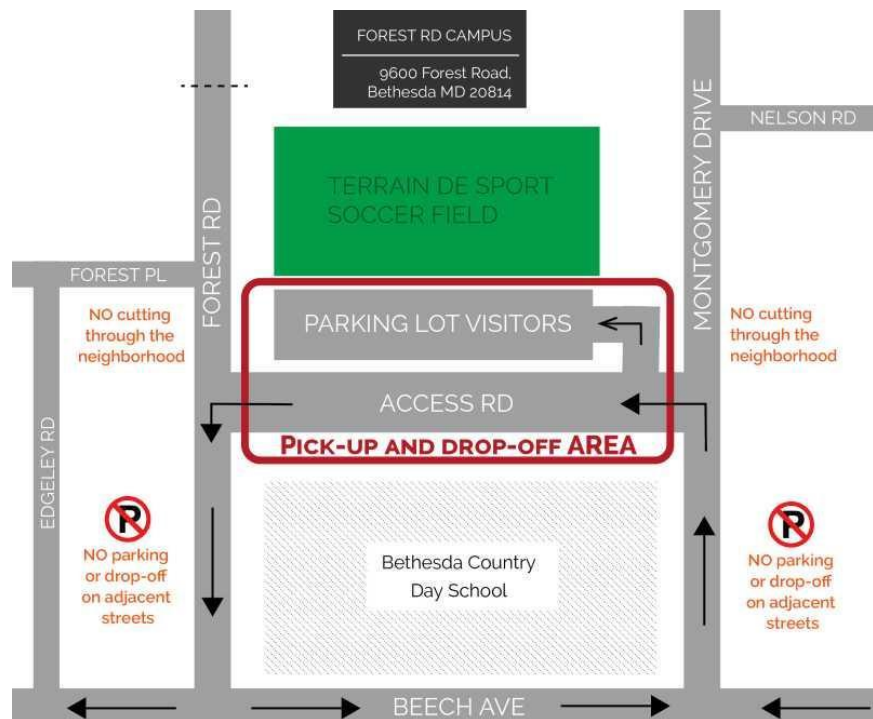 FOREST RD CAMPUS
9600 Forest Road,
Bethesda MD 20814
NELSON RD
MONTGOMERY DRIVE
TERRAIN DE SPORT
SOCCER FIELD
FOREST RD
FOREST PL
NO cutting
through the
neighborhood
PARKING LOT VISITORS
NO cutting
through the
neighborhood
ACCESS RD
PICK-UP AND DROP-OFF AREA
EDGELEY RD
P
NO parking
or drop-off
on adjacent
streets
Bethesda Country
Day School
P
NO parking
or drop-off
on adjacent
streets
BEECH AVE